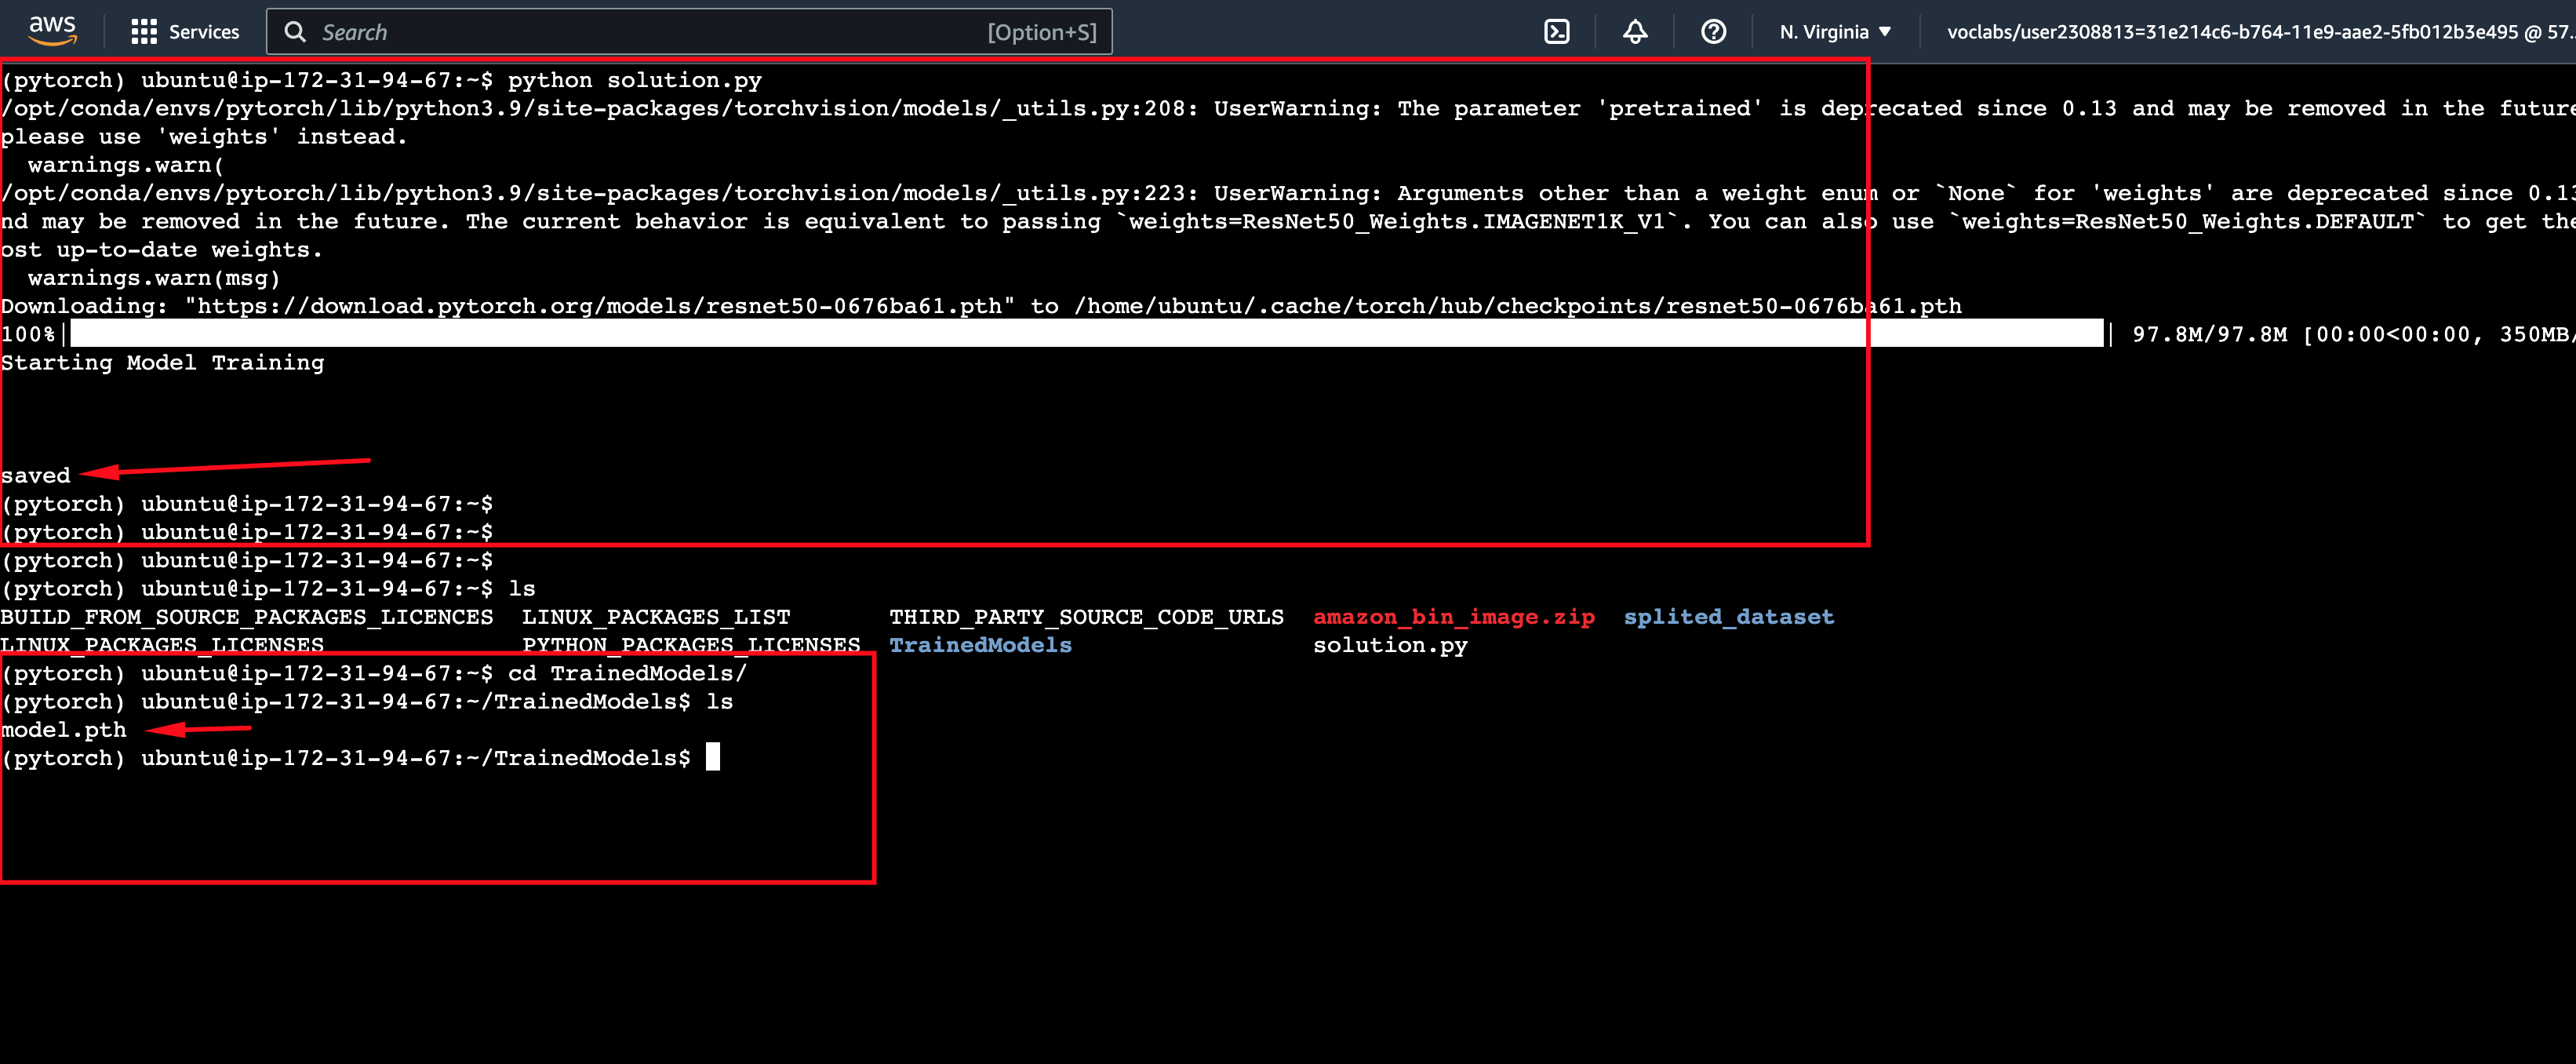 aws Services Search [Option+S] N. Virginia voclabs/user2308813=31e214c6-b764-11e9-aae2-5fb012b3e495 @ 57..
(pytorch) ubuntu@ip-172-31-94-67:~$ python solution.py
/opt/conda/envs/pytorch/lib/python3.9/site-packages/torchvision/models/_utils.py:208: UserWarning: The parameter 'pretrained' is deprecated since 0.13 and may be removed in the future
please use 'weights' instead.
  warnings.warn(
/opt/conda/envs/pytorch/lib/python3.9/site-packages/torchvision/models/_utils.py:223: UserWarning: Arguments other than a weight enum or `None` for 'weights' are deprecated since 0.13
nd may be removed in the future. The current behavior is equivalent to passing `weights=ResNet50_Weights.IMAGENET1K_V1`. You can also use `weights=ResNet50_Weights.DEFAULT` to get the
ost up-to-date weights.
  warnings.warn(msg)
Downloading: "https://download.pytorch.org/models/resnet50-0676ba61.pth" to /home/ubuntu/.cache/torch/hub/checkpoints/resnet50-0676ba61.pth
100%| | 97.8M/97.8M [00:00<00:00, 350MB/
Starting Model Training
saved
(pytorch) ubuntu@ip-172-31-94-67:~$
(pytorch) ubuntu@ip-172-31-94-67:~$
(pytorch) ubuntu@ip-172-31-94-67:~$
(pytorch) ubuntu@ip-172-31-94-67:~$ ls
BUILD_FROM_SOURCE_PACKAGES_LICENCES  LINUX_PACKAGES_LIST  THIRD_PARTY_SOURCE_CODE_URLS  amazon_bin_image.zip  splited_dataset
LINUX_PACKAGES_LICENSES  PYTHON_PACKAGES_LICENSES  TrainedModels  solution.py
(pytorch) ubuntu@ip-172-31-94-67:~$ cd TrainedModels/
(pytorch) ubuntu@ip-172-31-94-67:~/TrainedModels$ ls
model.pth
(pytorch) ubuntu@ip-172-31-94-67:~/TrainedModels$